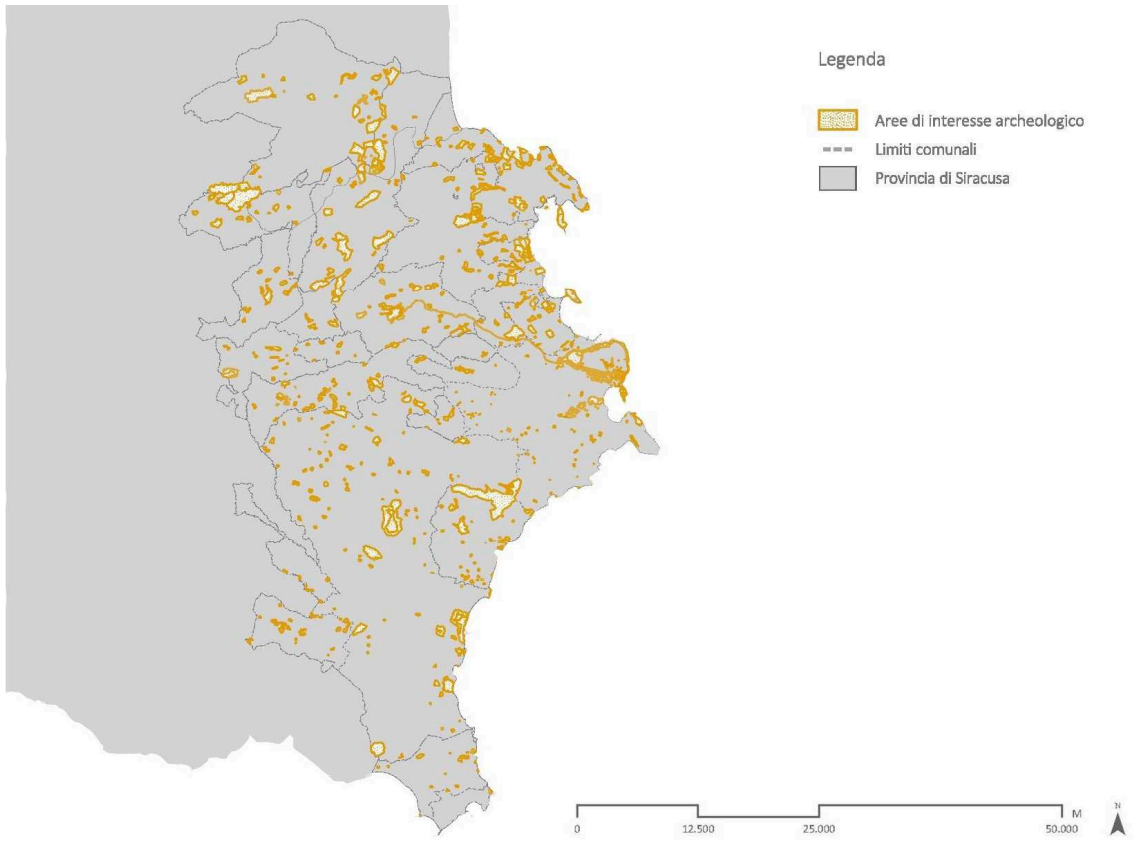 Legenda
Aree di interesse archeologico
Limiti comunali
Provincia di Siracusa
M
N
0
12.500
25.000
50.000